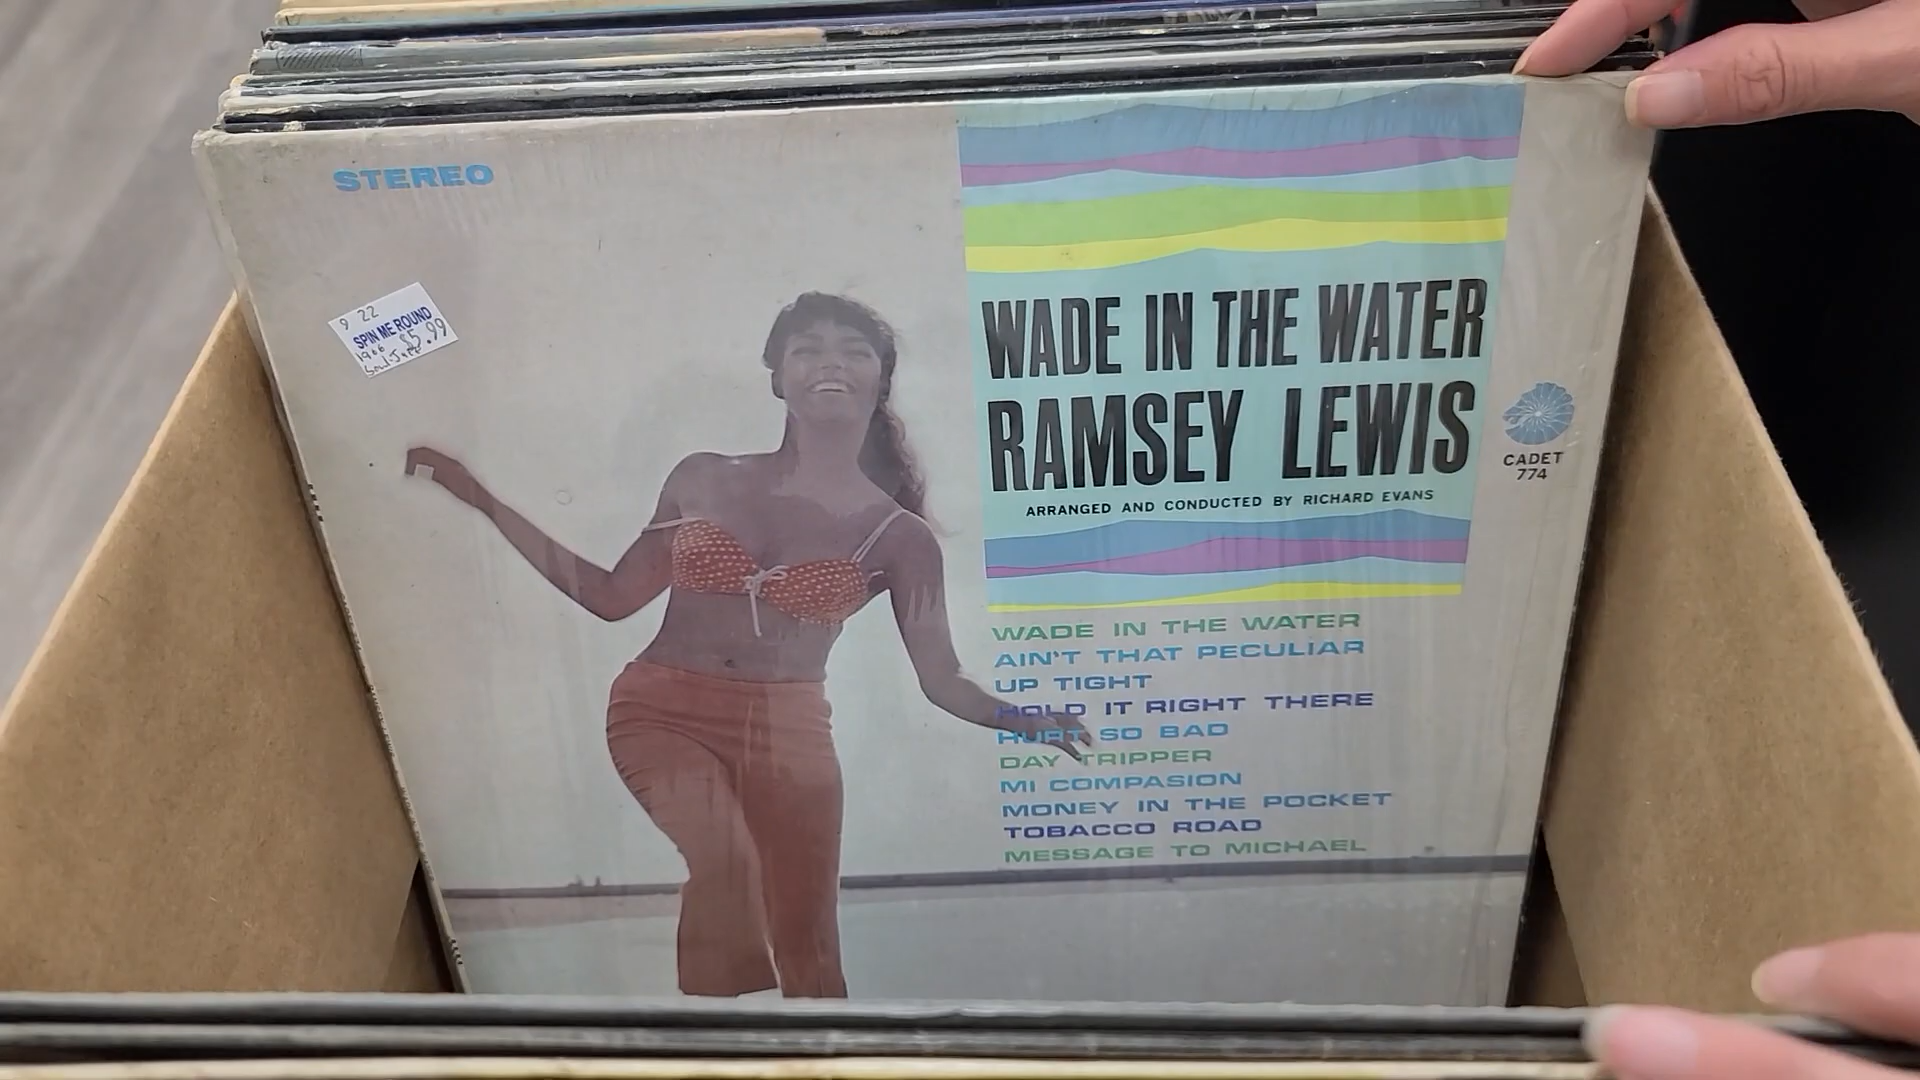 STEREO
9 22
SPIN ME ROUND
$5.99
1966
Soul-Jazz
WADE IN THE WATER
RAMSEY LEWIS
ARRANGED AND CONDUCTED BY RICHARD EVANS
CADET
774
WADE IN THE WATER
AIN'T THAT PECULIAR
UP TIGHT
HOLD IT RIGHT THERE
HURT SO BAD
DAY TRIPPER
MI COMPASION
MONEY IN THE POCKET
TOBACCO ROAD
MESSAGE TO MICHAEL